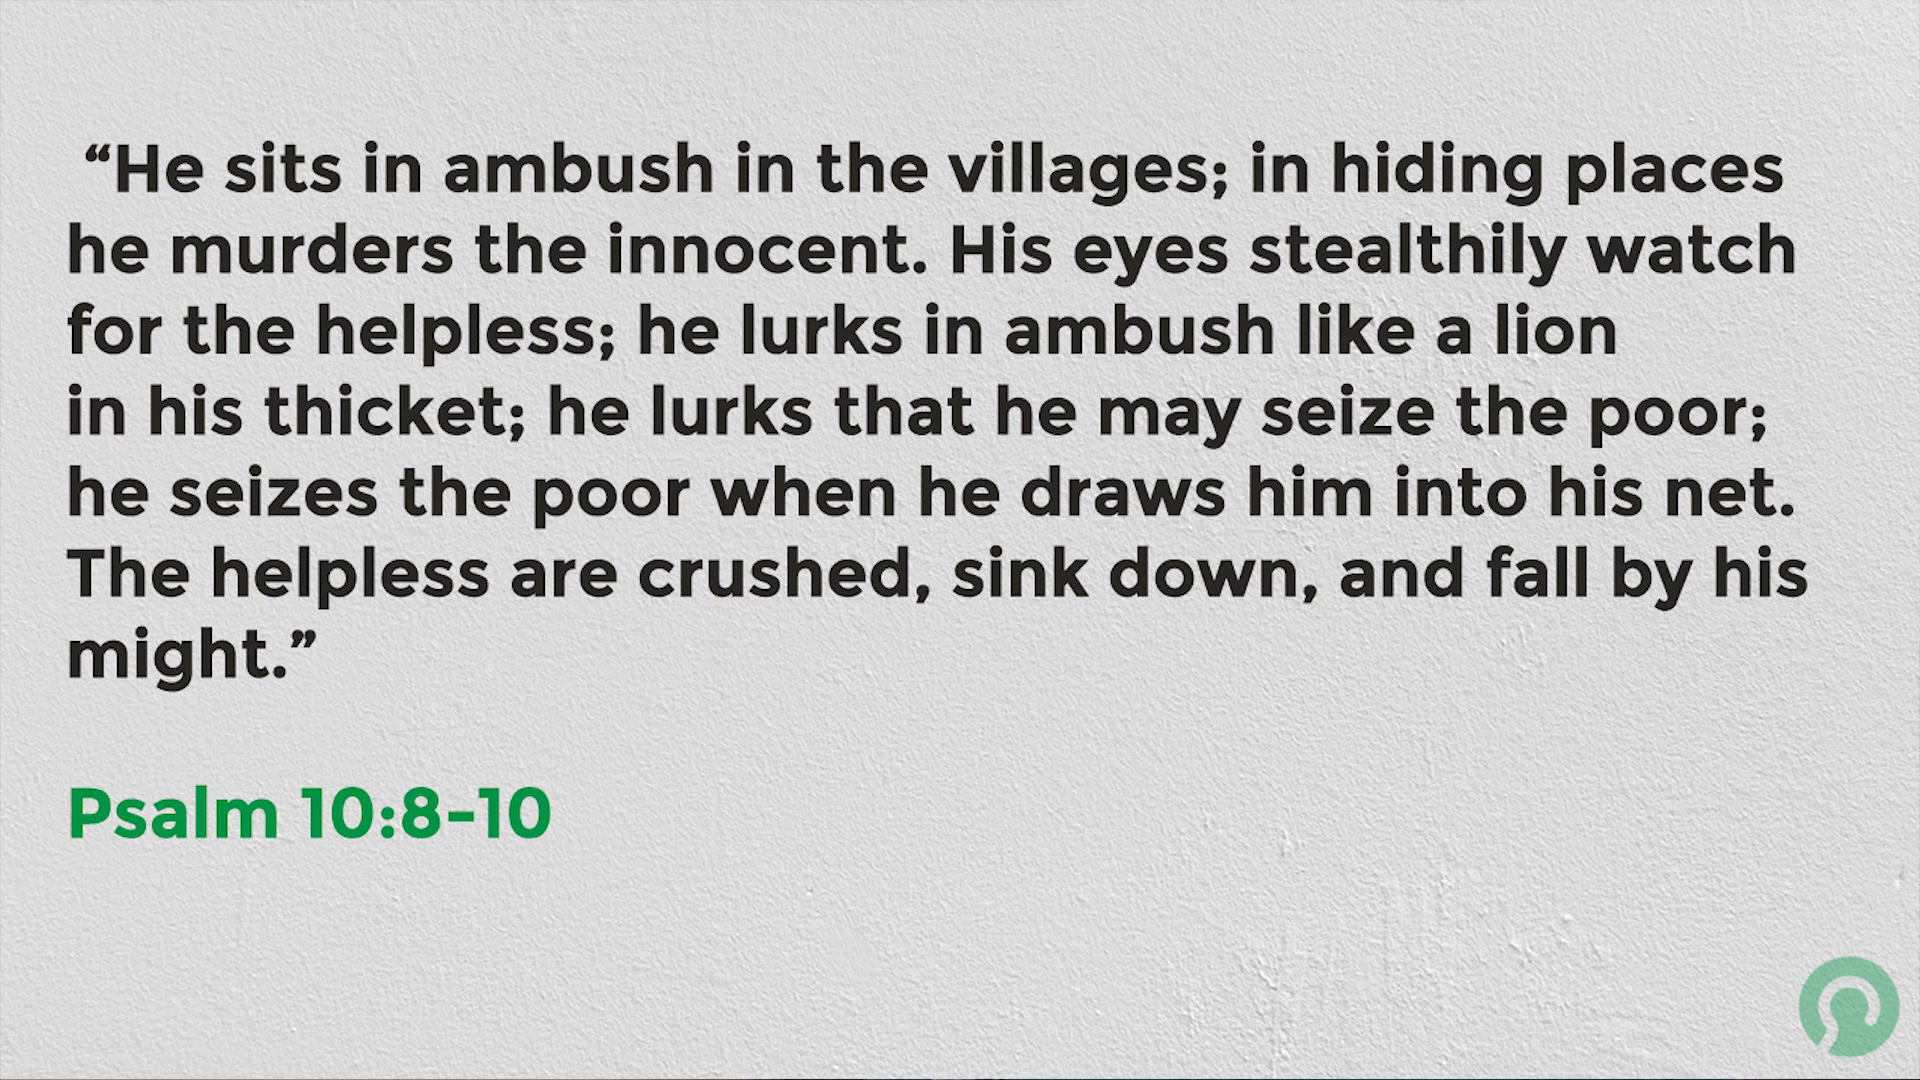 “He sits in ambush in the villages; in hiding places
he murders the innocent. His eyes stealthily watch
for the helpless; he lurks in ambush like a lion
in his thicket; he lurks that he may seize the poor;
he seizes the poor when he draws him into his net.
The helpless are crushed, sink down, and fall by his
might.”
Psalm 10:8-10